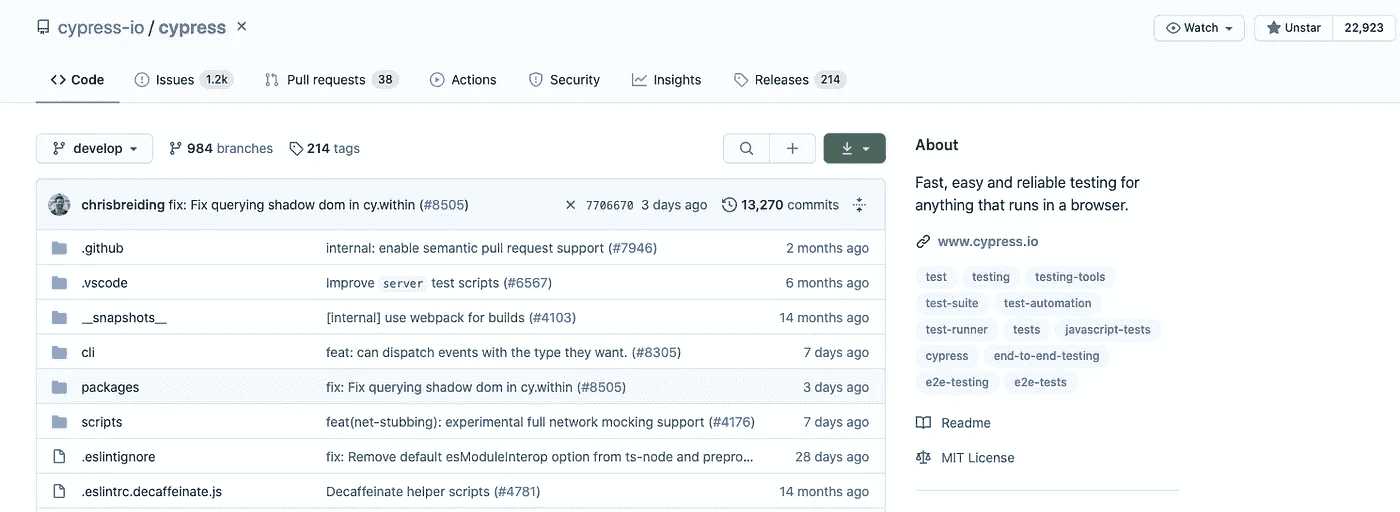 cypress-io / cypress
Watch
Unstar 22,923
Code Issues 1.2k Pull requests 38 Actions Security Insights Releases 214
develop 984 branches 214 tags
chrisbreiding fix: Fix querying shadow dom in cy.within (#8505) 7706670 3 days ago 13,270 commits
.github internal: enable semantic pull request support (#7946) 2 months ago
.vscode Improve server test scripts (#6567) 6 months ago
__snapshots__ [internal] use webpack for builds (#4103) 14 months ago
cli feat: can dispatch events with the type they want. (#8305) 7 days ago
packages fix: Fix querying shadow dom in cy.within (#8505) 3 days ago
scripts feat(net-stubbing): experimental full network mocking support (#4176) 7 days ago
.eslintignore fix: Remove default esModuleInterop option from ts-node and prepro... 28 days ago
.eslintrc.decaffeinate.js Decaffeinate helper scripts (#4781) 14 months ago
About
Fast, easy and reliable testing for
anything that runs in a browser.
www.cypress.io
test testing testing-tools
test-suite test-automation
test-runner tests javascript-tests
cypress end-to-end-testing
e2e-testing e2e-tests
Readme
MIT License